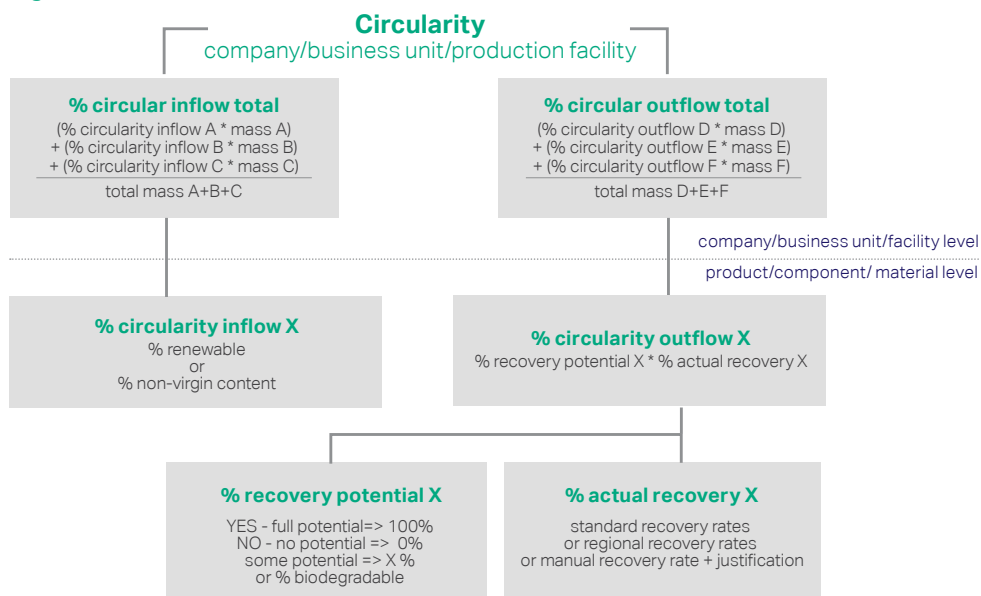 Circularity
company/business unit/production facility
% circular inflow total
(% circularity inflow A * mass A)
+ (% circularity inflow B * mass B)
+ (% circularity inflow C * mass C)
total mass A+B+C
% circular outflow total
(% circularity outflow D * mass D)
+ (% circularity outflow E * mass E)
+ (% circularity outflow F * mass F)
total mass D+E+F
company/business unit/facility level
product/component/ material level
% circularity inflow X
% renewable
or
% non-virgin content
% circularity outflow X
% recovery potential X * % actual recovery X
% recovery potential X
YES - full potential=> 100%
NO - no potential => 0%
some potential => X %
or % biodegradable
% actual recovery X
standard recovery rates
or regional recovery rates
or manual recovery rate + justification